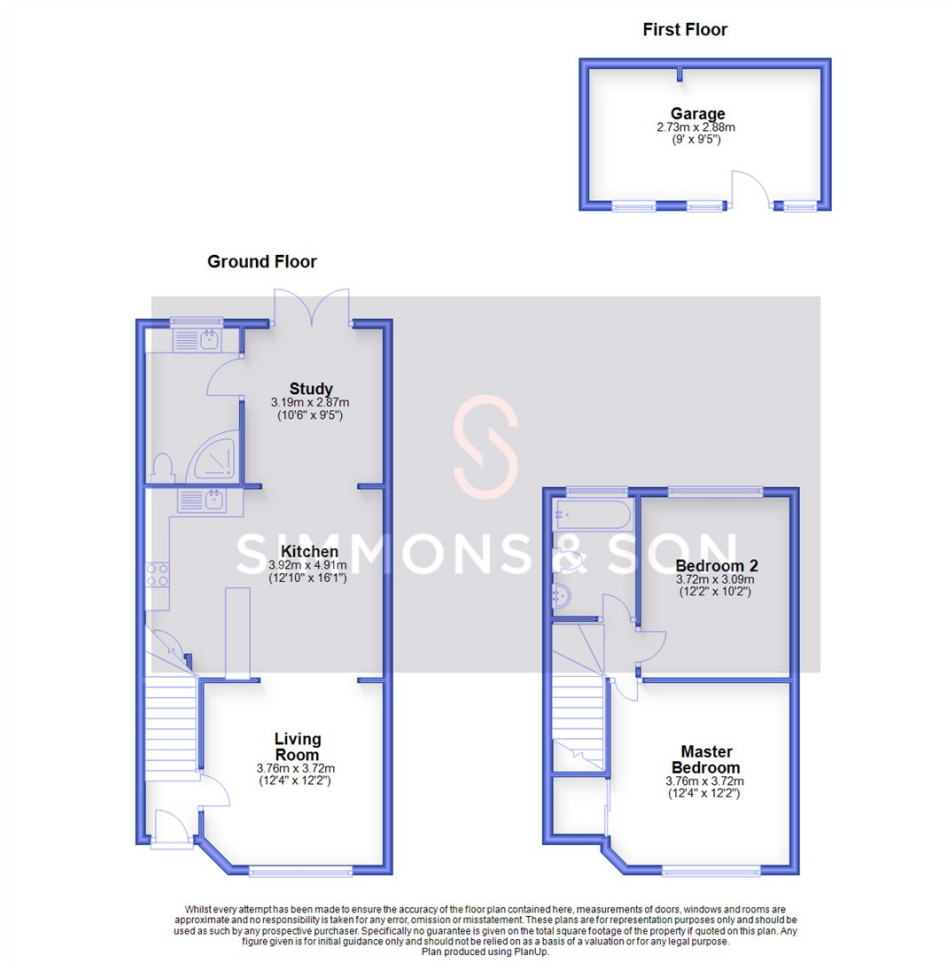 First Floor
Garage
2.73m x 2.88m
(9' x 9'5")
Ground Floor
Study
3.19m x 2.87m
(10'6" x 9'5")
SIMMONS & SON
Kitchen
3.92m x 4.91m
(12'10" x 16'1")
Bedroom 2
3.72m x 3.09m
(12'2" x 10'2")
Living
Room
3.76m x 3.72m
(12'4" x 12'2")
Master
Bedroom
3.76m x 3.72m
(12'4" x 12'2")
Whilst every attempt has been made to ensure the accuracy of the floor plan contained here, measurements of doors, windows and rooms are
approximate and no responsibility is taken for any error, omission or misstatement. These plans are for representation purposes only and should be
used as such by any prospective purchaser. Specifically no guarantee is given on the total square footage of the property if quoted on this plan. Any
figure given is for initial guidance only and should not be relied on as a basis of a valuation or for any legal purpose.
Plan produced using PlanUp.